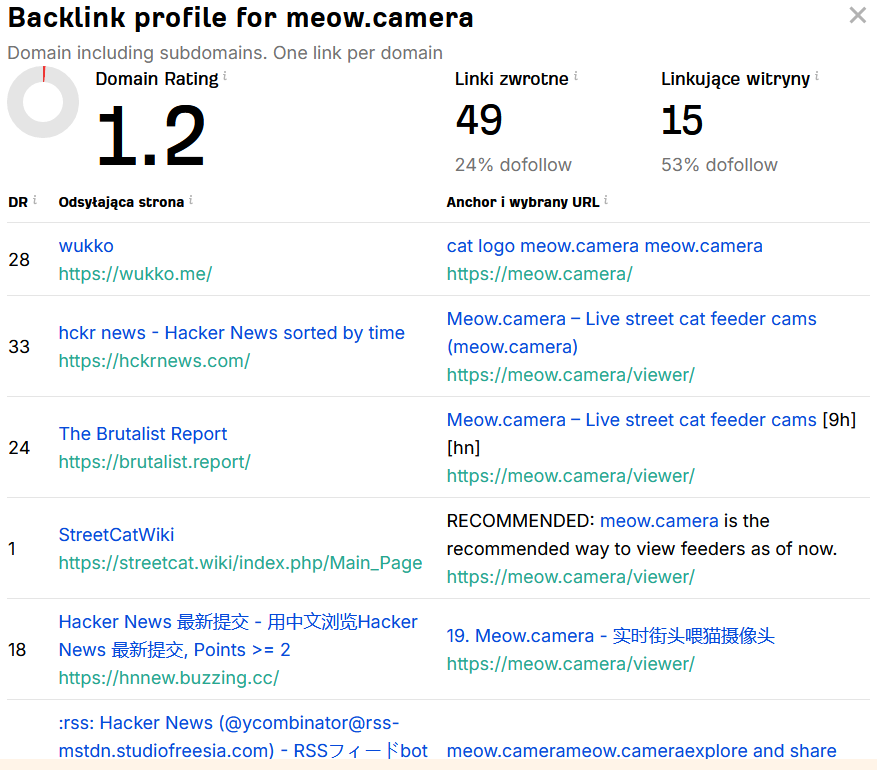 Backlink profile for meow.camera
Domain including subdomains. One link per domain
Domain Rating i
1.2
Linki zwrotne i
49
24% dofollow
Linkujące witryny i
15
53% dofollow
DR i
Odsyłająca strona i
Anchor i wybrany URL i
28
wukko
https://wukko.me/
cat logo meow.camera meow.camera
https://meow.camera/
33
hckr news - Hacker News sorted by time
https://hckrnews.com/
Meow.camera – Live street cat feeder cams
(meow.camera)
https://meow.camera/viewer/
24
The Brutalist Report
https://brutalist.report/
Meow.camera – Live street cat feeder cams [9h]
[hn]
https://meow.camera/viewer/
1
StreetCatWiki
https://streetcat.wiki/index.php/Main_Page
RECOMMENDED: meow.camera is the
recommended way to view feeders as of now.
https://meow.camera/viewer/
18
Hacker News 最新提交 - 用中文浏览Hacker
News 最新提交, Points >= 2
https://hnnew.buzzing.cc/
19. Meow.camera - 实时街头喂猫摄像头
https://meow.camera/viewer/
:rss: Hacker News (@ycombinator@rss-
mstdn.studiofreesia.com) - RSSフィードbot
meow.camerameow.cameraexplore and share